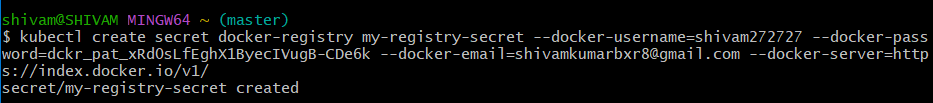 shivam@SHIVAM MINGW64 ~ (master)
$ kubectl create secret docker-registry my-registry-secret --docker-username=shivam272727 --docker-pass
word=dckr_pat_xRdOsLfEghX1ByecIVugB-CDe6k --docker-email=shivamkumarbxr8@gmail.com --docker-server=http
s://index.docker.io/v1/
secret/my-registry-secret created